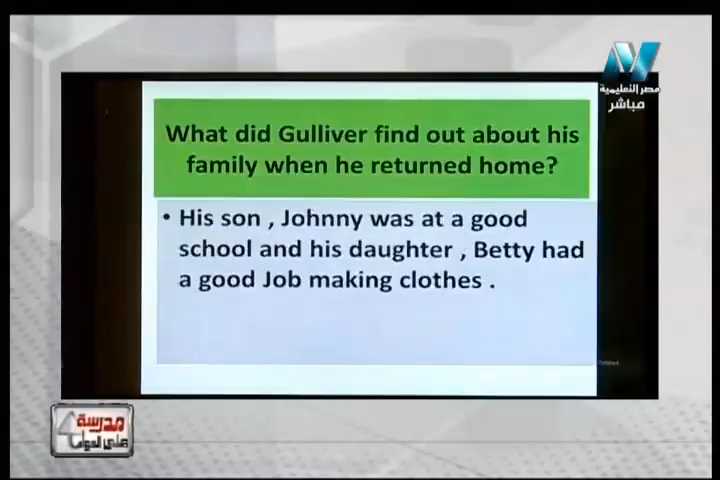 مصر التعليمية
مباشر
What did Gulliver find out about his
family when he returned home?
• His son , Johnny was at a good
school and his daughter , Betty had
a good Job making clothes .
مدرسة
على الهواء